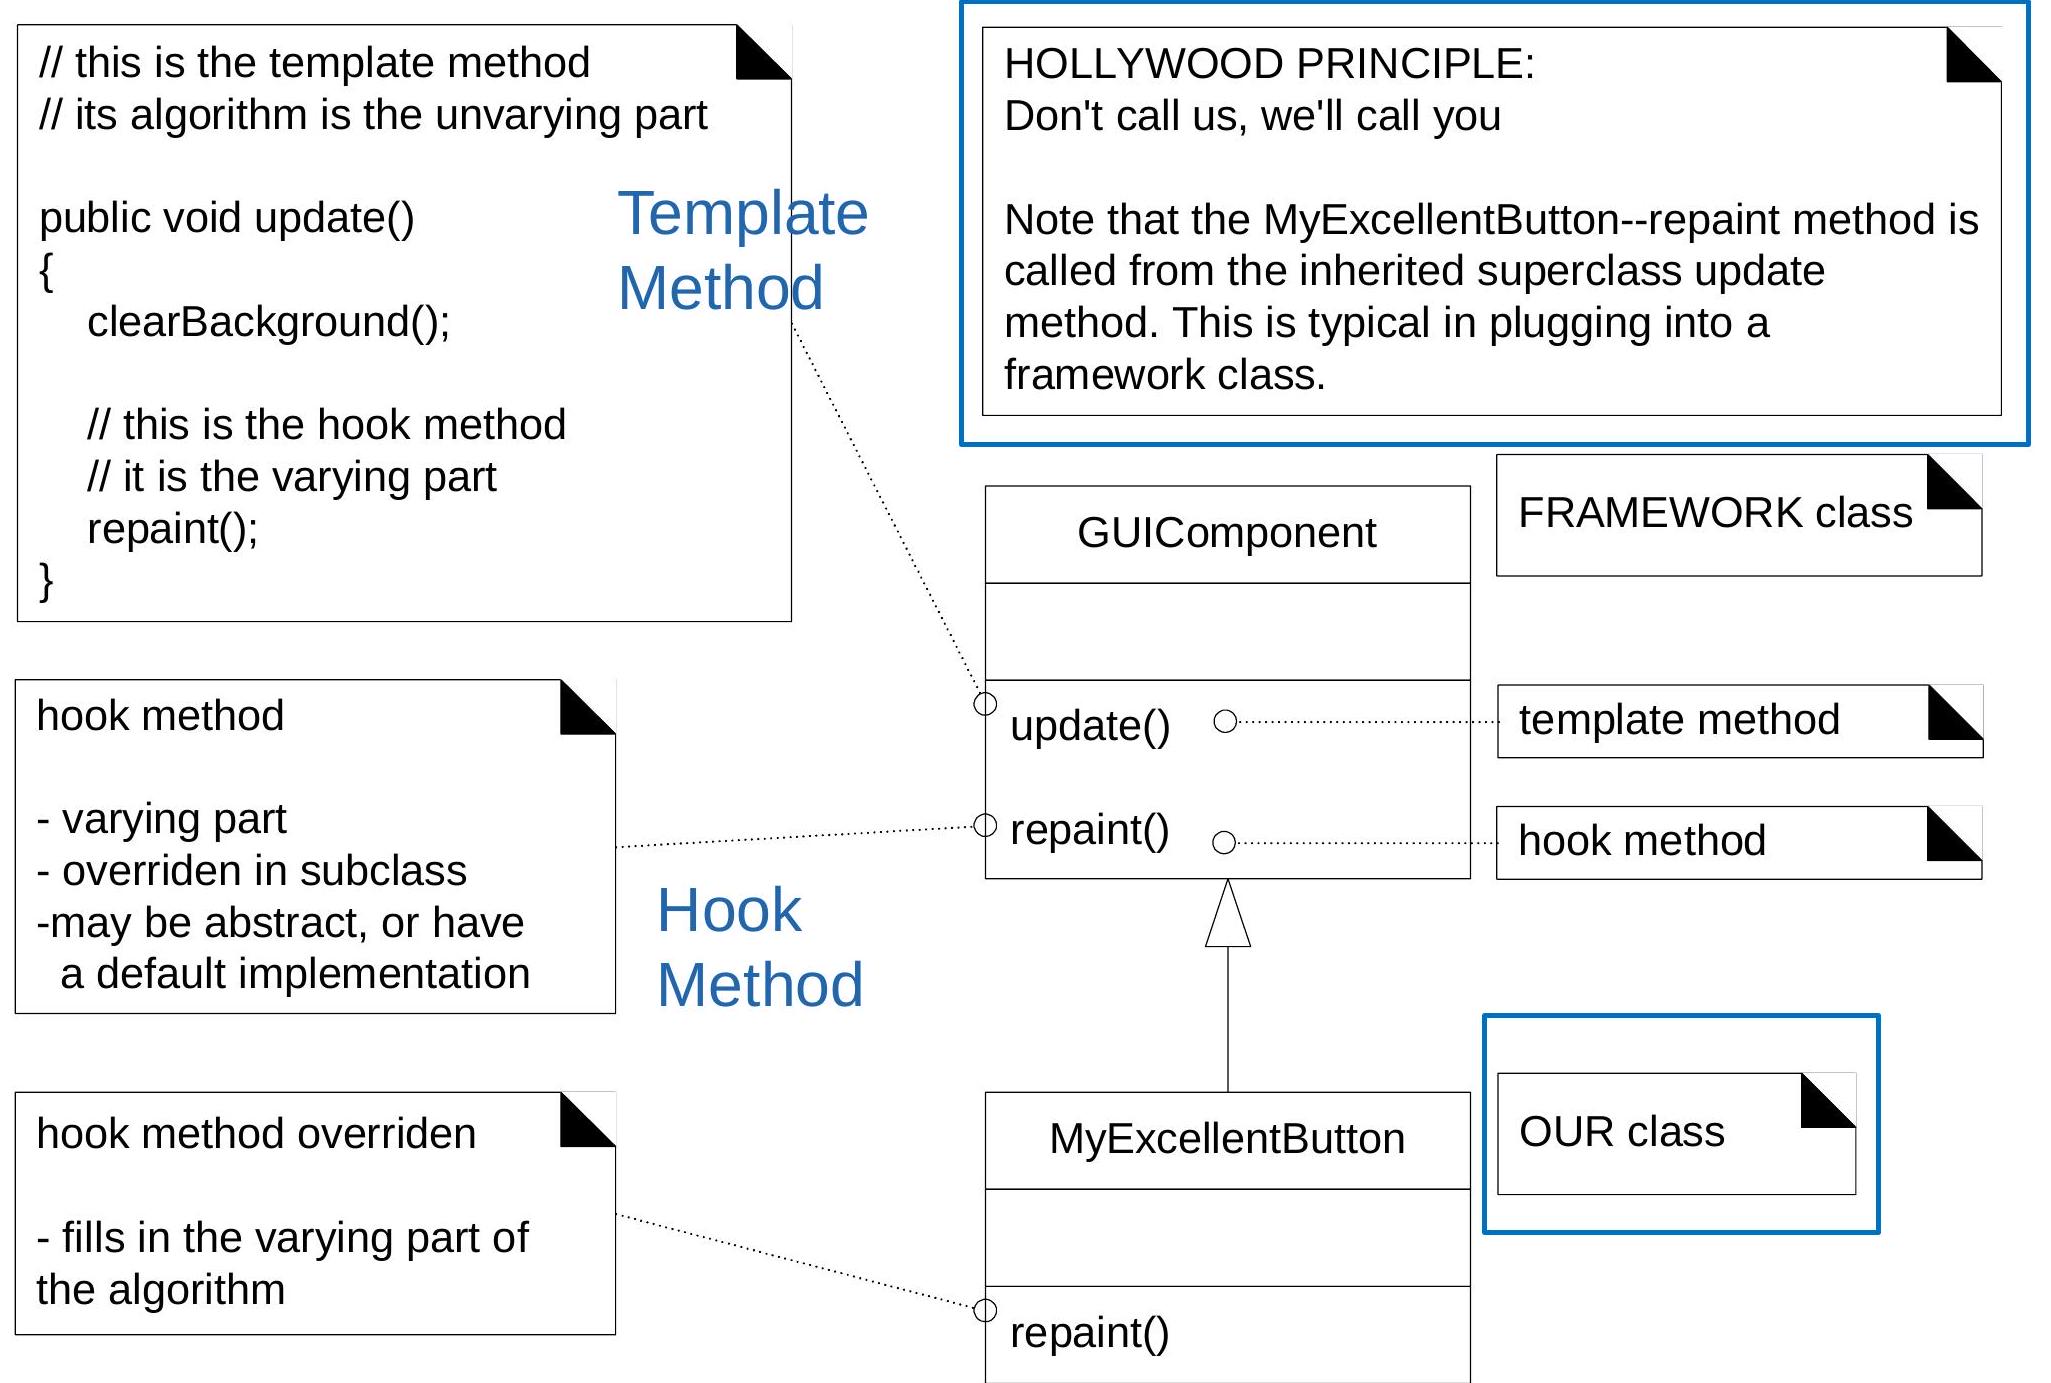 // this is the template method
// its algorithm is the unvarying part
public void update()
{
clearBackground();
// this is the hook method
// it is the varying part
repaint();
}
Template
Method
HOLLYWOOD PRINCIPLE:
Don't call us, we'll call you
Note that the MyExcellentButton--repaint method is
called from the inherited superclass update
method. This is typical in plugging into a
framework class.
GUIComponent
FRAMEWORK class
update()
template method
repaint()
hook method
hook method
- varying part
- overriden in subclass
-may be abstract, or have
a default implementation
Hook
Method
hook method overriden
- fills in the varying part of
the algorithm
MyExcellentButton
OUR class
repaint()